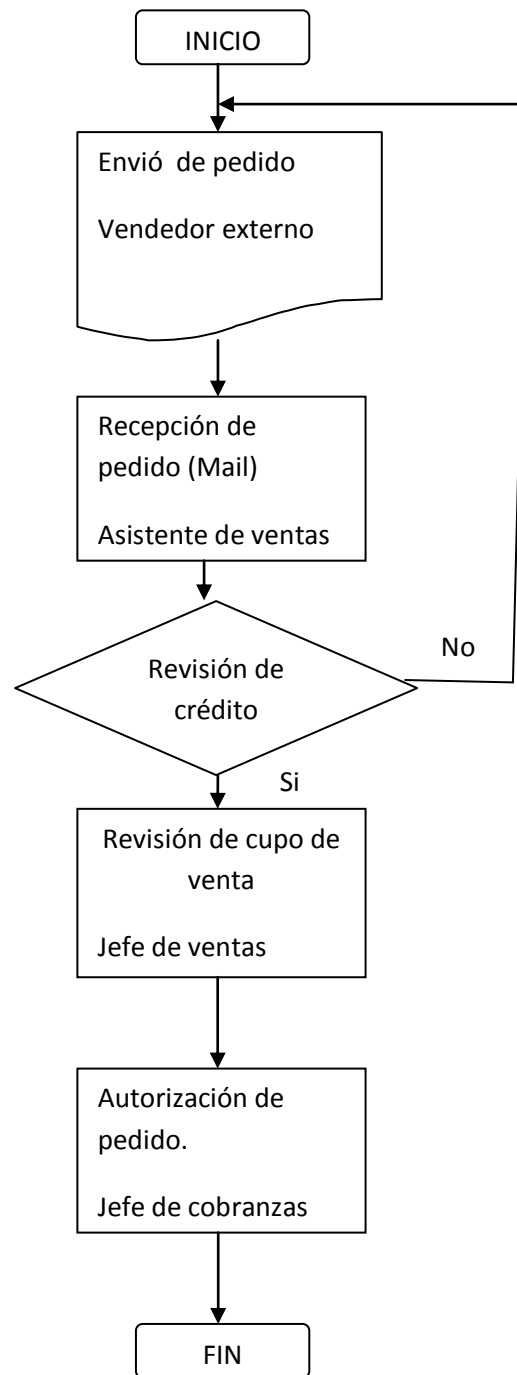 INICIO
Envió de pedido
Vendedor externo
Recepción de
pedido (Mail)
Asistente de ventas
Revisión de
crédito
No
Si
Revisión de cupo de
venta
Jefe de ventas
Autorización de
pedido.
Jefe de cobranzas
FIN